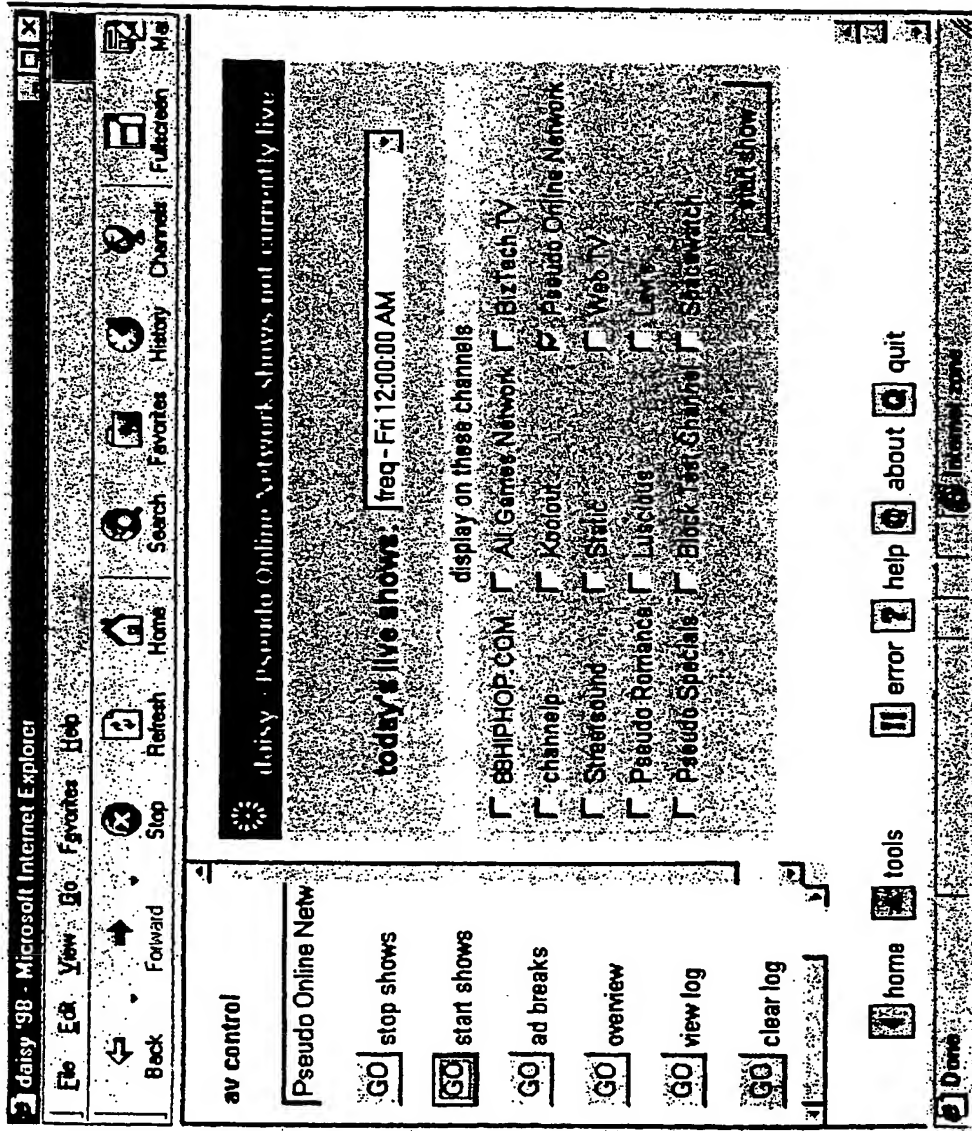 daisy '98 - Microsoft Internet Explorer
File Edit View Go Favorites Help
Back Forward Stop Refresh Home Search Favorites History Channels Fullscreen Mail
av control
Pseudo Online Netw
GO stop shows
GO start shows
GO ad breaks
GO overview
GO view log
GO clear log
daisy - Pseudo Online Network shows not currently live
today's live shows:
freq - Fri 12:00:00 AM
display on these channels
88HIPHOP.COM All Games Network Biztech TV
channelp Koolout Pseudo Online Network
Streetsound Static Web TV
Pseudo Romance Luscious
Pseudo Specials Block Test Channel Showwatch
start show
home tools error ? help about Q quit
Done Internet zone